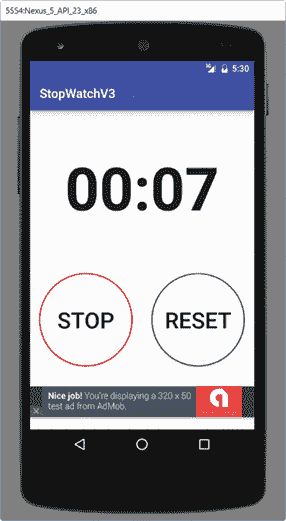 5554:Nexus_5_API_23_x86
5:30
StopWatchV3
00:07
STOP
RESET
Nice job! You're displaying a 320 x 50
test ad from AdMob.